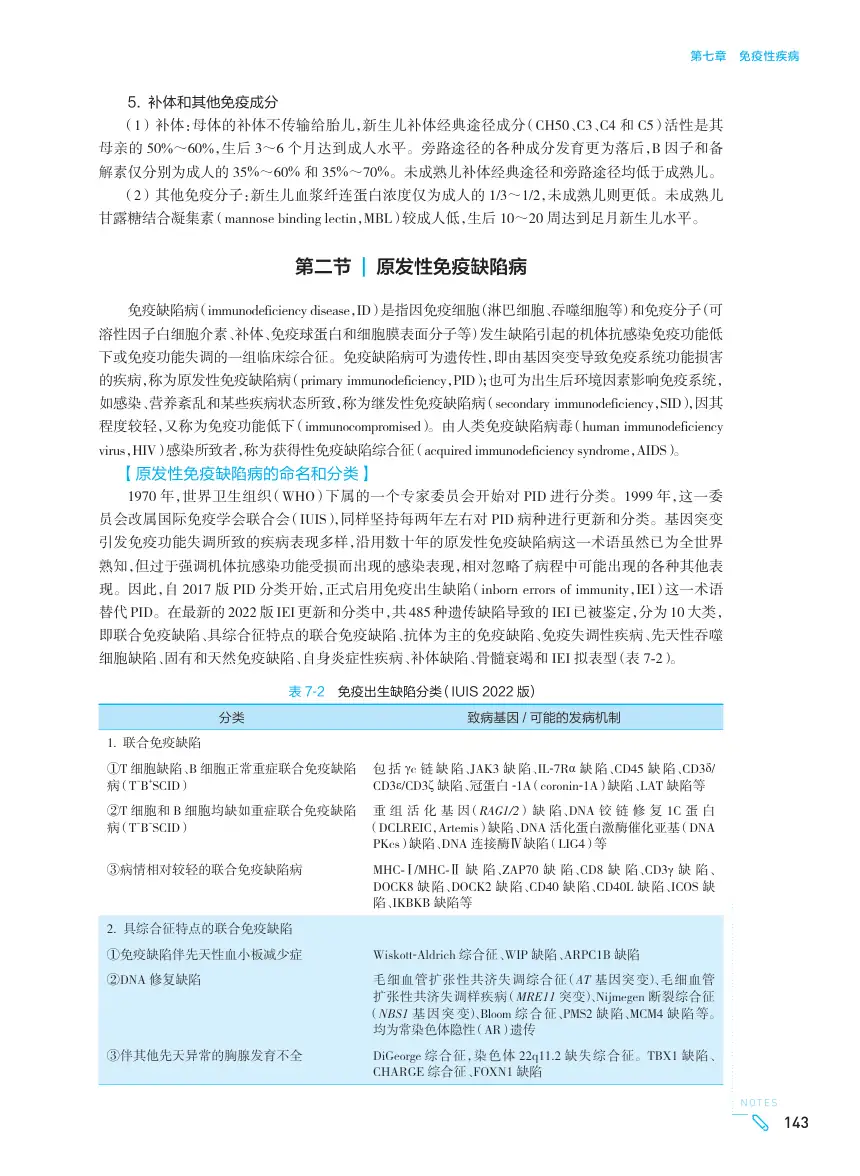 第七章 免疫性疾病
5. 补体和其他免疫成分
（1）补体：母体的补体不传输给胎儿，新生儿补体经典途径成分（CH50、C3、C4 和 C5）活性是其
母亲的 50%～60%，生后 3～6 个月达到成人水平。旁路途径的各种成分发育更为落后，B 因子和备
解素仅分别为成人的 35%～60% 和 35%～70%。未成熟儿补体经典途径和旁路途径均低于成熟儿。
（2）其他免疫分子：新生儿血浆纤连蛋白浓度仅为成人的 1/3～1/2，未成熟儿则更低。未成熟儿
甘露糖结合凝集素（mannose binding lectin，MBL）较成人低，生后 10～20 周达到足月新生儿水平。
第二节 | 原发性免疫缺陷病
免疫缺陷病（immunodeficiency disease，ID）是指因免疫细胞（淋巴细胞、吞噬细胞等）和免疫分子（可
溶性因子白细胞介素、补体、免疫球蛋白和细胞膜表面分子等）发生缺陷引起的机体抗感染免疫功能低
下或免疫功能失调的一组临床综合征。免疫缺陷病可为遗传性，即由基因突变导致免疫系统功能损害
的疾病，称为原发性免疫缺陷病（primary immunodeficiency，PID）；也可为出生后环境因素影响免疫系统，
如感染、营养紊乱和某些疾病状态所致，称为继发性免疫缺陷病（secondary immunodeficiency，SID），因其
程度较轻，又称为免疫功能低下（immunocompromised）。由人类免疫缺陷病毒（human immunodeficiency
virus，HIV）感染所致者，称为获得性免疫缺陷综合征（acquired immunodeficiency syndrome，AIDS）。
【原发性免疫缺陷病的命名和分类】
1970 年，世界卫生组织（WHO）下属的一个专家委员会开始对 PID 进行分类。1999 年，这一委
员会改属国际免疫学会联合会（IUIS），同样坚持每两年左右对 PID 病种进行更新和分类。基因突变
引发免疫功能失调所致的疾病表现多样，沿用数十年的原发性免疫缺陷病这一术语虽然已为全世界
熟知，但过于强调机体抗感染功能受损而出现的感染表现，相对忽略了病程中可能出现的各种其他表
现。因此，自 2017 版 PID 分类开始，正式启用免疫出生缺陷（inborn errors of immunity，IEI）这一术语
替代 PID。在最新的 2022 版 IEI 更新和分类中，共 485 种遗传缺陷导致的 IEI 已被鉴定，分为 10 大类，
即联合免疫缺陷、具综合征特点的联合免疫缺陷、抗体为主的免疫缺陷、免疫失调性疾病、先天性吞噬
细胞缺陷、固有和天然免疫缺陷、自身炎症性疾病、补体缺陷、骨髓衰竭和 IEI 拟表型（表 7-2）。
表 7-2 免疫出生缺陷分类（IUIS 2022 版）
分类 致病基因 / 可能的发病机制
1. 联合免疫缺陷
①T 细胞缺陷、B 细胞正常重症联合免疫缺陷 包括 γc 链缺陷、JAK3 缺陷、IL-7Rα 缺陷、CD45 缺陷、CD3δ/
病（T⁻B⁺SCID） CD3ε/CD3ζ 缺陷、冠蛋白 -1A（coronin-1A）缺陷、LAT 缺陷等
②T 细胞和 B 细胞均缺如重症联合免疫缺陷 重组活化基因（RAG1/2）缺陷、DNA 铰链修复 1C 蛋白
病（T⁻B⁻SCID） （DCLREIC，Artemis）缺陷、DNA 活化蛋白激酶催化亚基（DNA
PKcs）缺陷、DNA 连接酶Ⅳ缺陷（LIG4）等
③病情相对较轻的联合免疫缺陷病 MHC-Ⅰ/MHC-Ⅱ 缺陷、ZAP70 缺陷、CD8 缺陷、CD3γ 缺陷、
DOCK8 缺陷、DOCK2 缺陷、CD40 缺陷、CD40L 缺陷、ICOS 缺
陷、IKBKB 缺陷等
2. 具综合征特点的联合免疫缺陷
①免疫缺陷伴先天性血小板减少症 Wiskott-Aldrich 综合征、WIP 缺陷、ARPC1B 缺陷
②DNA 修复缺陷 毛细血管扩张性共济失调综合征（AT 基因突变）、毛细血管
扩张性共济失调样疾病（MRE11 突变）、Nijmegen 断裂综合征
（NBS1 基因突变）、Bloom 综合征、PMS2 缺陷、MCM4 缺陷等。
均为常染色体隐性（AR）遗传
③伴其他先天异常的胸腺发育不全 DiGeorge 综合征，染色体 22q11.2 缺失综合征。TBX1 缺陷、
CHARGE 综合征、FOXN1 缺陷
NOTES
143